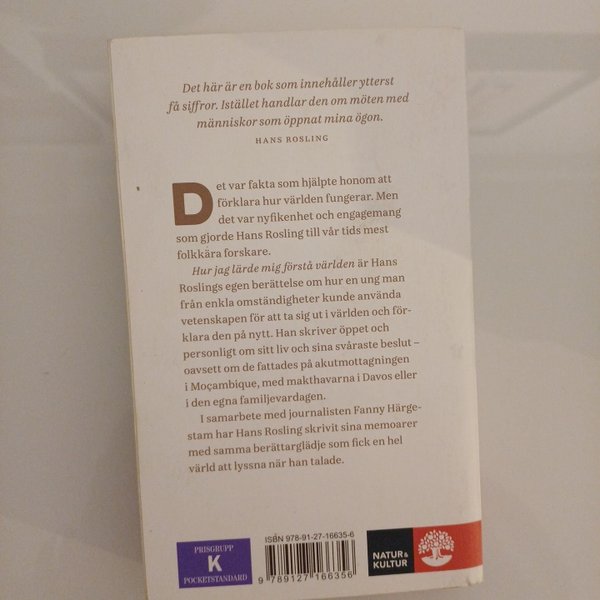 Det här är en bok som innehåller ytterst
få siffror. Istället handlar den om möten med
människor som öppnat mina ögon.
HANS ROSLING
Det var fakta som hjälpte honom att
förklara hur världen fungerar. Men
det var nyfikenhet och engagemang
som gjorde Hans Rosling till vår tids mest
folkkära forskare.
Hur jag lärde mig förstå världen är Hans
Roslings egen berättelse om hur en ung man
från enkla omständigheter kunde använda
vetenskapen för att ta sig ut i världen och för-
klara den på nytt. Han skriver öppet och
personligt om sitt liv och sina svåraste beslut –
oavsett om de fattades på akutmottagningen
i Moçambique, med makthavarna i Davos eller
i den egna familjevardagen.
I samarbete med journalisten Fanny Härge-
stam har Hans Rosling skrivit sina memoarer
med samma berättarglädje som fick en hel
värld att lyssna när han talade.
PRISGRUPP
K
POCKETSTANDARD
ISBN 978-91-27-16635-6
9 789127 166356
NATUR &
KULTUR